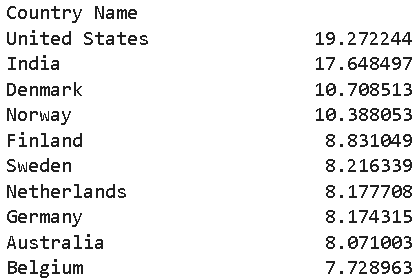 Country Name
United States 19.272244
India 17.648497
Denmark 10.708513
Norway 10.388053
Finland 8.831049
Sweden 8.216339
Netherlands 8.177708
Germany 8.174315
Australia 8.071003
Belgium 7.728963